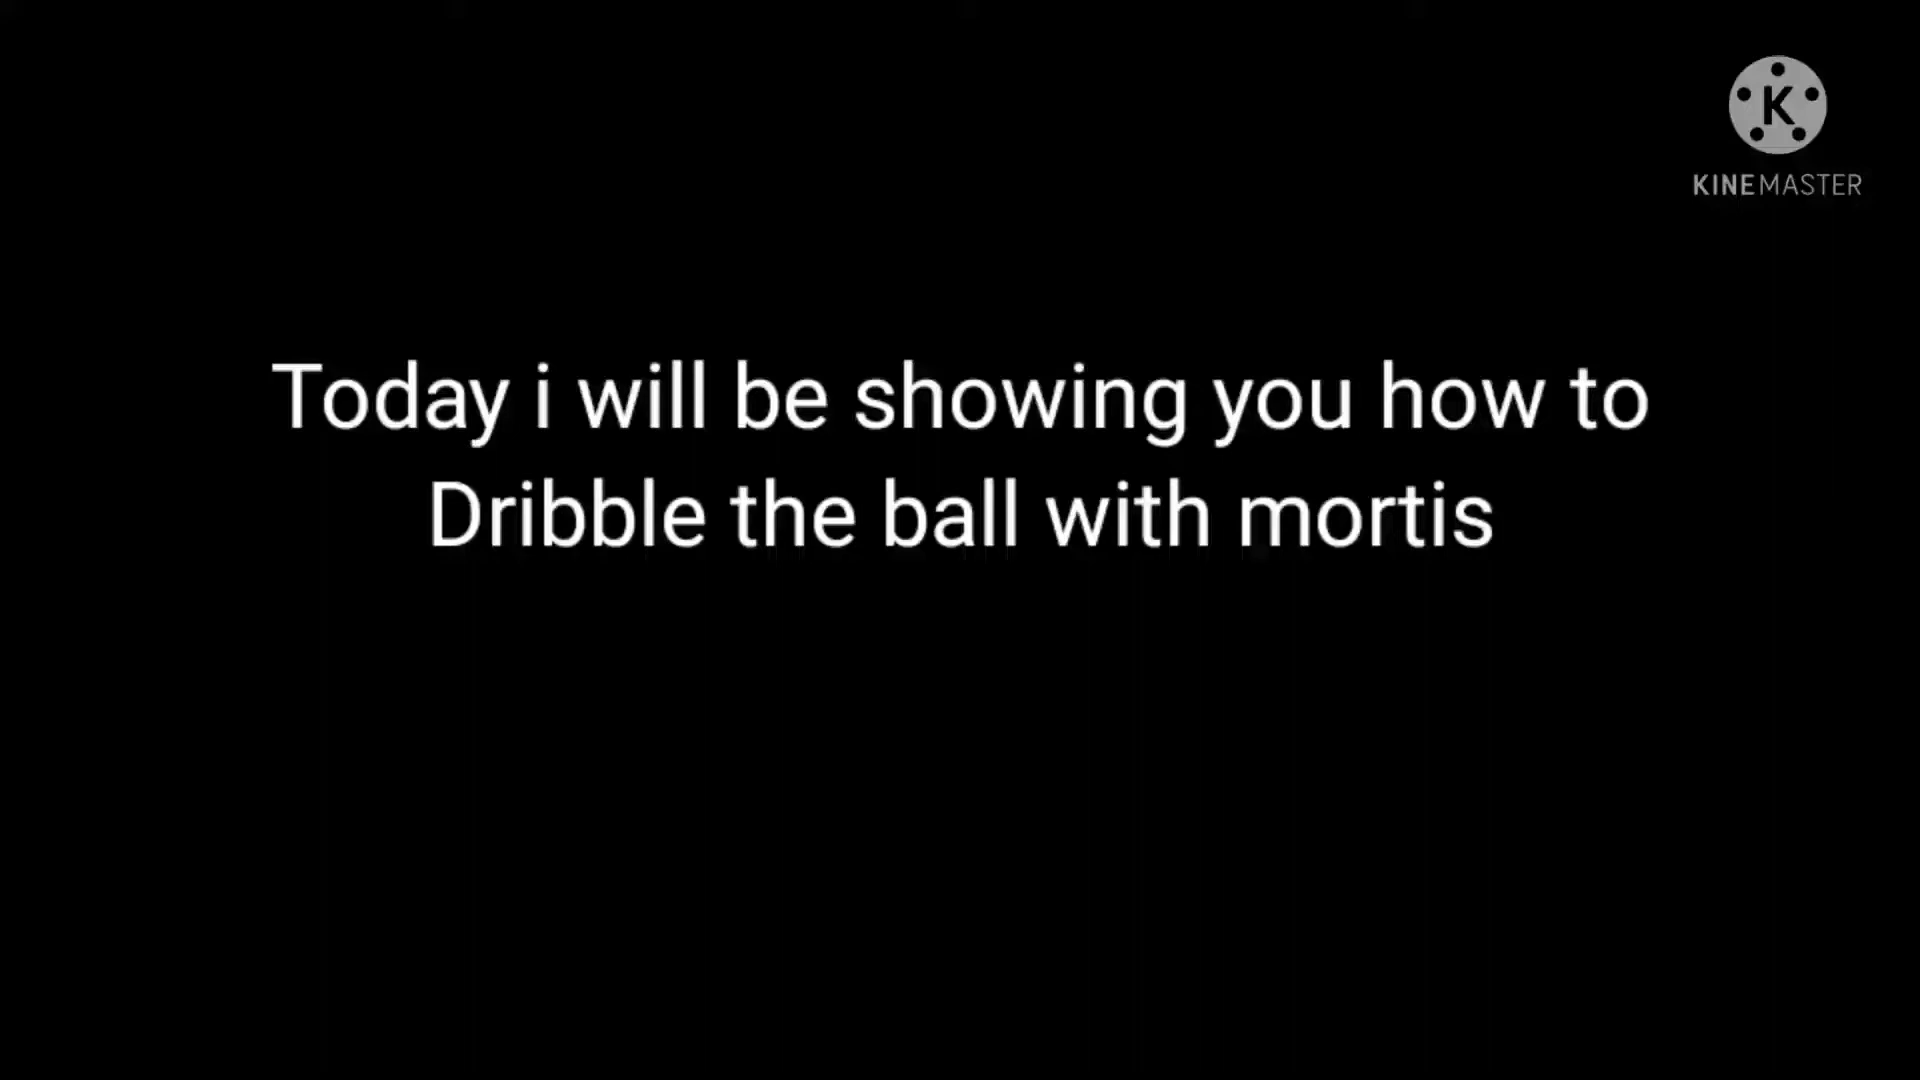 K
KINEMASTER
Today i will be showing you how to
Dribble the ball with mortis